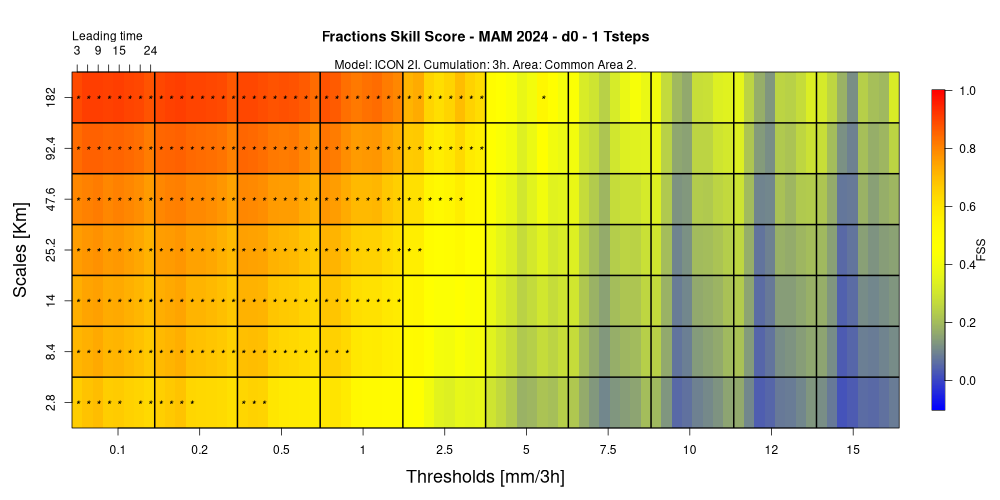 Fractions Skill Score - MAM 2024 - d0 - 1 Tsteps
Leading time
3 9 15 24
Model: ICON 2I. Cumulation: 3h. Area: Common Area 2.
Scales [Km]
182
92.4
47.6
25.2
14
8.4
2.8
0.1 0.2 0.5 1 2.5 5 7.5 10 12 15
Thresholds [mm/3h]
1.0
0.8
0.6
0.4
0.2
0.0
FSS